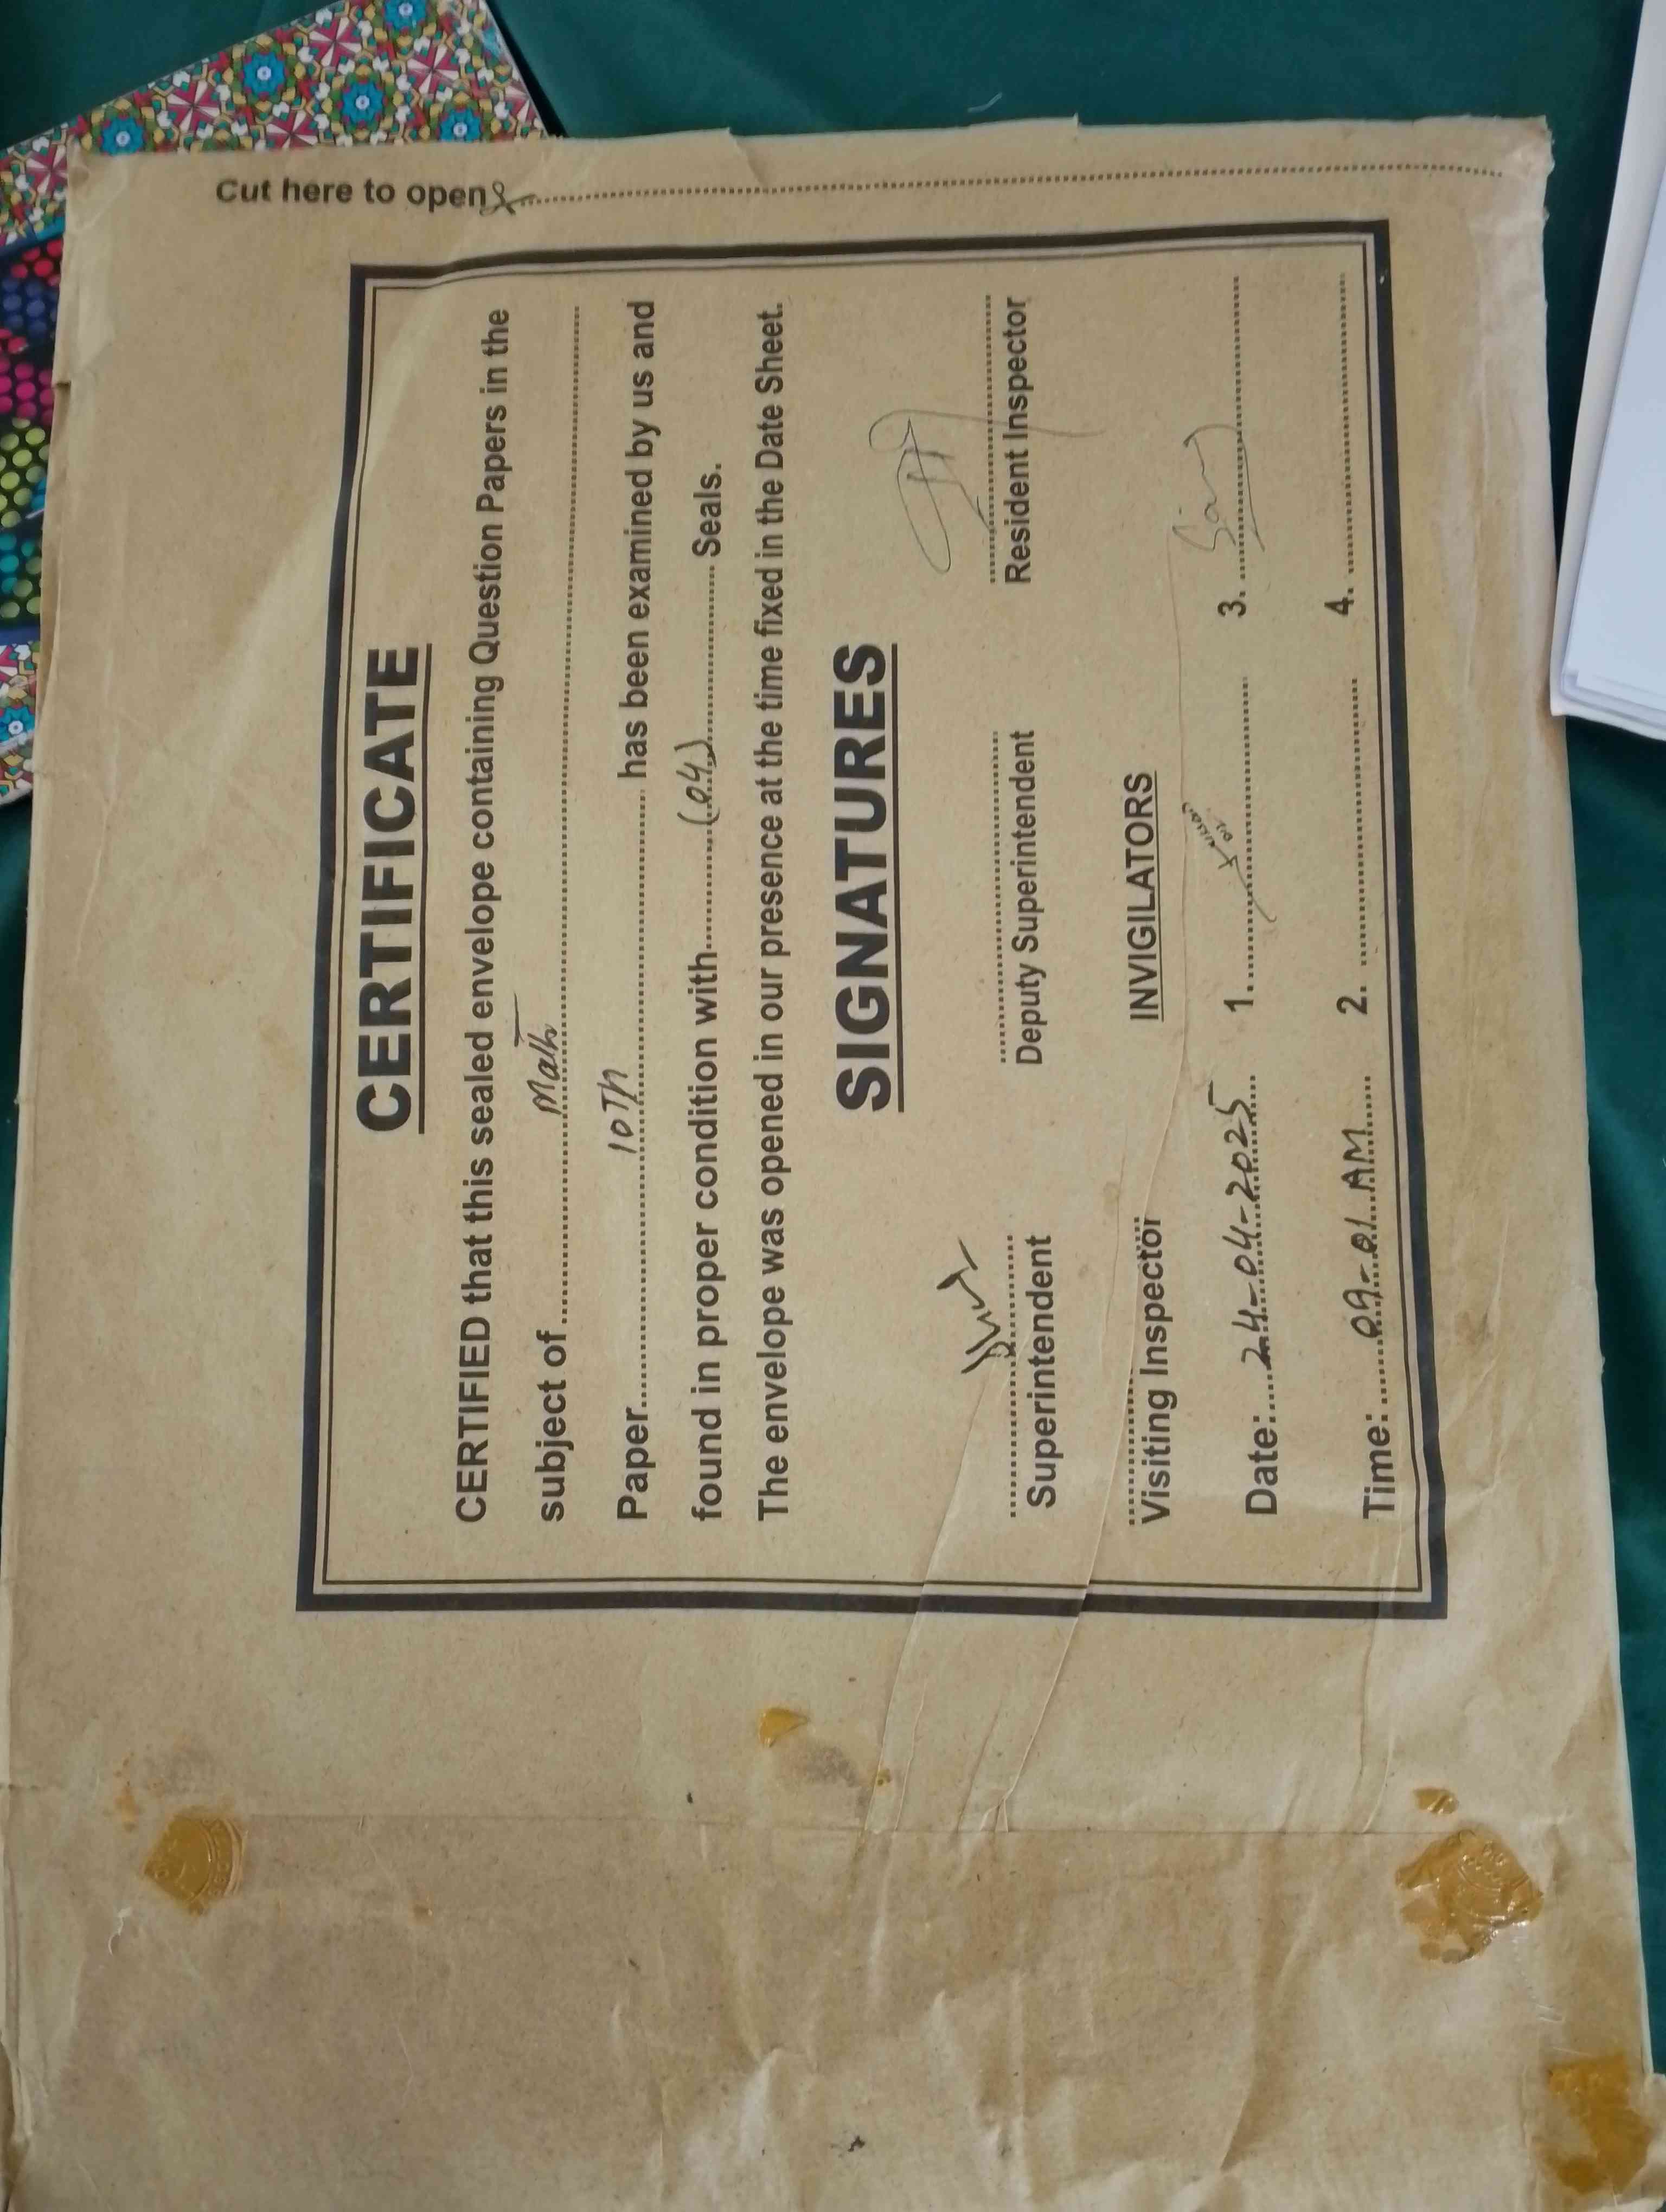 Cut here to open
CERTIFICATE
CERTIFIED that this sealed envelope containing Question Papers in the
subject of Math
Paper 10Th has been examined by us and
found in proper condition with (04) Seals.
The envelope was opened in our presence at the time fixed in the Date Sheet.
SIGNATURES
Superintendent Deputy Superintendent Resident Inspector
Visiting Inspector INVIGILATORS
Date: 24-04-2025 1. 3.
Time: 09-01 AM 2. 4.